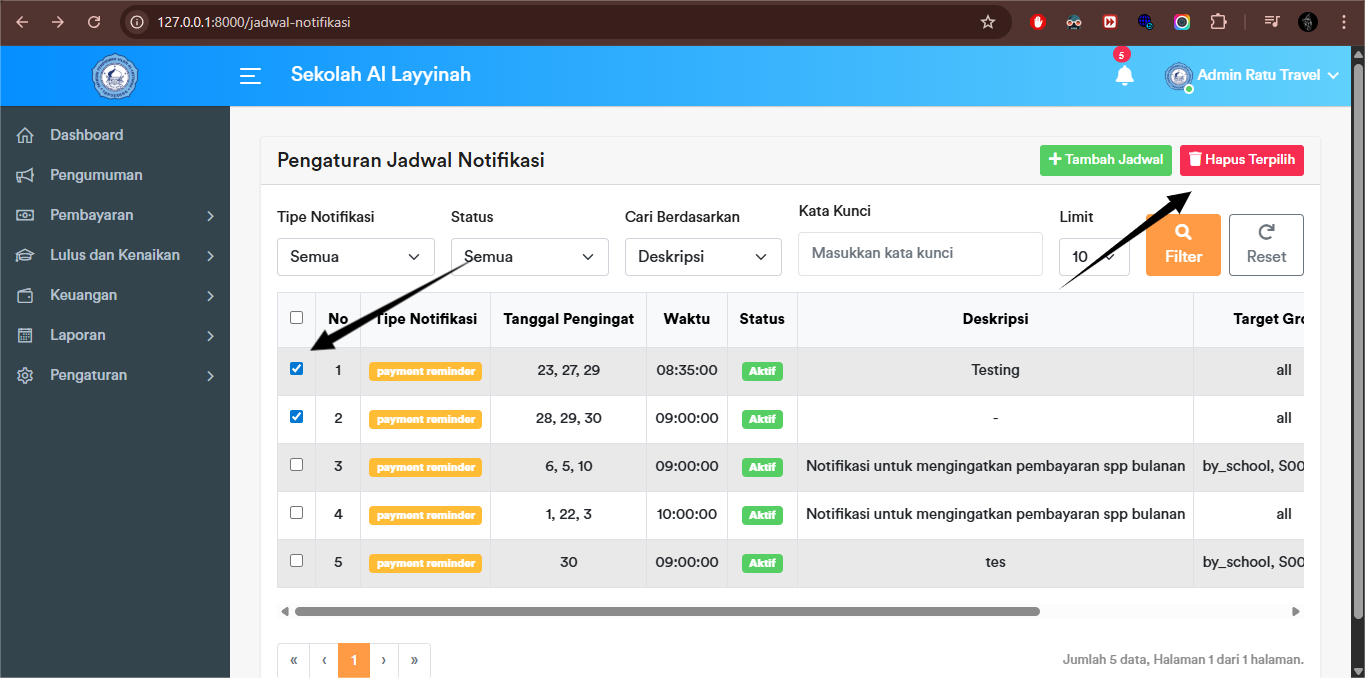 127.0.0.1:8000/jadwal-notifikasi
Sekolah Al Layyinah
5
Admin Ratu Travel
Dashboard
Pengumuman
Pembayaran
Lulus dan Kenaikan
Keuangan
Laporan
Pengaturan
Pengaturan Jadwal Notifikasi
Tambah Jadwal
Hapus Terpilih
Tipe Notifikasi Status Cari Berdasarkan Kata Kunci Limit
Semua Semua Deskripsi Masukkan kata kunci 10 Filter Reset
No Tipe Notifikasi Tanggal Pengingat Waktu Status Deskripsi Target Gro
1 payment reminder 23, 27, 29 08:35:00 Aktif Testing all
2 payment reminder 28, 29, 30 09:00:00 Aktif - all
3 payment reminder 6, 5, 10 09:00:00 Aktif Notifikasi untuk mengingatkan pembayaran spp bulanan by_school, S00
4 payment reminder 1, 22, 3 10:00:00 Aktif Notifikasi untuk mengingatkan pembayaran spp bulanan all
5 payment reminder 30 09:00:00 Aktif tes by_school, S00
« ‹ 1 › »
Jumlah 5 data, Halaman 1 dari 1 halaman.